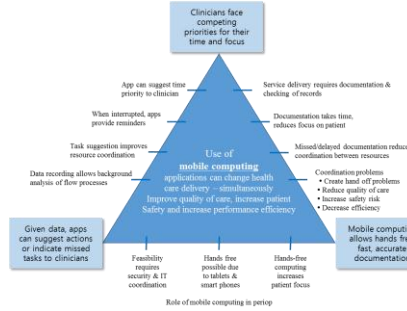 Clinicians face
competing
priorities for their
time and focus
App can suggest time
priority to clinician
Service delivery requires documentation &
checking of records
When interrupted, apps
provide reminders
Documentation takes time,
reduces focus on patient
Task suggestion improves
resource coordination
Missed/delayed documentation reduces
coordination between resources
Data recording allows background
analysis of flow processes
Coordination problems
• Create hand off problems
• Reduce quality of care
• Increase safety risk
• Decrease efficiency
Use of
mobile computing
applications can change health
care delivery – simultaneously
Improve quality of care, increase patient
Safety and increase performance efficiency
Given data, apps
can suggest actions
or indicate missed
tasks to clinicians
Mobile computing
allows hands free,
fast, accurate
documentation
Feasibility
requires
security & IT
coordination
Hands free
possible due
to tablets &
smart phones
Hands-free
computing
increases
patient focus
Role of mobile computing in periop